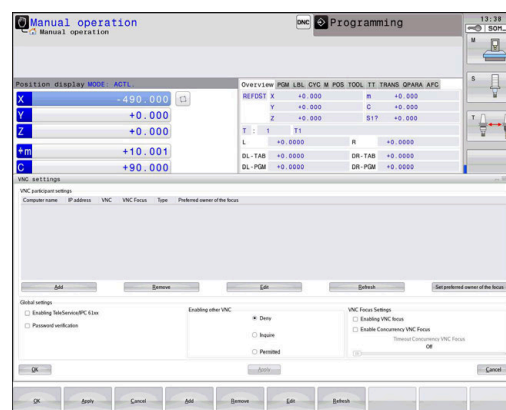 Manual operation
Manual operation
DNC
Programming
13:38
SOM_
M
Position display MODE: ACTL.
X -490.000
Y +0.000
Z +0.000
+m +10.001
C +90.000
Overview PGM LBL CYC M POS TOOL TT TRANS QPARA AFC
REFDST X +0.000 m +0.000
Y +0.000 C +0.000
Z +0.000 S1? +0.000
T : 1 T1
L +0.0000 R +0.0000
DL-TAB +0.0000 DR-TAB +0.0000
DL-PGM +0.0000 DR-PGM +0.0000
S
T
VNC settings
VNC participant settings
Computer name IP address VNC VNC Focus Type Preferred owner of the focus
Add Remove Edit Refresh Set preferred owner of the focus
Global settings
Enabling TeleService/IPC 61xx
Password verification
Enabling other VNC
Deny
Inquire
Permitted
VNC Focus Settings
Enabling VNC focus
Enable Concurrency VNC Focus
Timeout Concurrency VNC Focus
Off
OK Apply Cancel
OK Apply Cancel Add Remove Edit Refresh